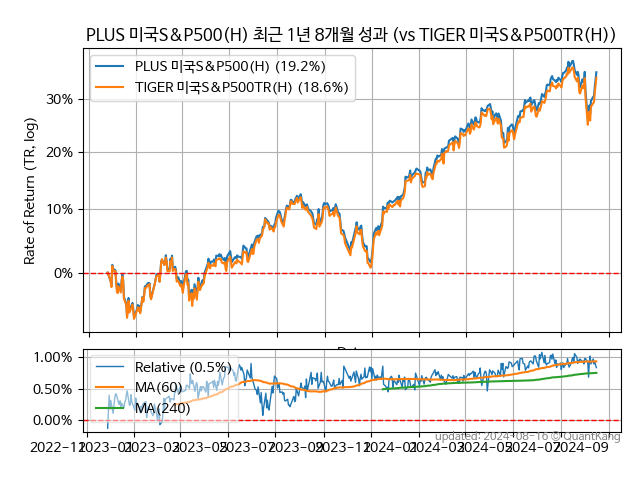 PLUS 미국S&P500(H) 최근 1년 8개월 성과 (vs TIGER 미국S&P500TR(H))
PLUS 미국S&P500(H) (19.2%)
TIGER 미국S&P500TR(H) (18.6%)
Rate of Return (TR, log)
30%
20%
10%
0%
1.00%
0.50%
0.00%
Relative (0.5%)
MA(60)
MA(240)
2022-11
2023-01
2023-03
2023-05
2023-07
2023-09
2023-11
2024-01
2024-03
2024-05
2024-07
2024-09
updated: 2024-08-16 © QuantKang